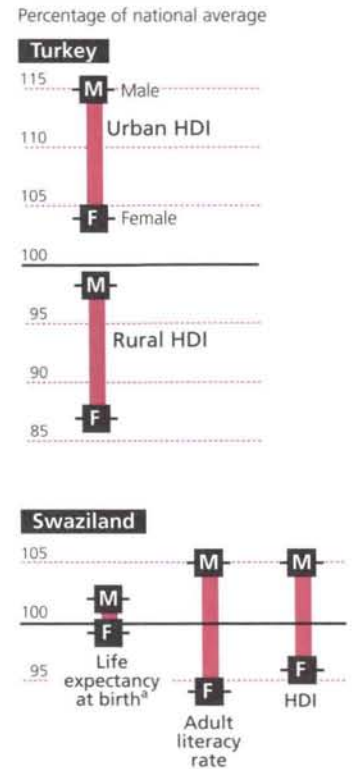 Percentage of national average
Turkey
115
M Male
Urban HDI
110
105
F Female
100
M
95
Rural HDI
90
F
85
Swaziland
105
M M
M
100
F
95
F
F
Life
expectancy
at birthᵃ
HDI
Adult
literacy
rate